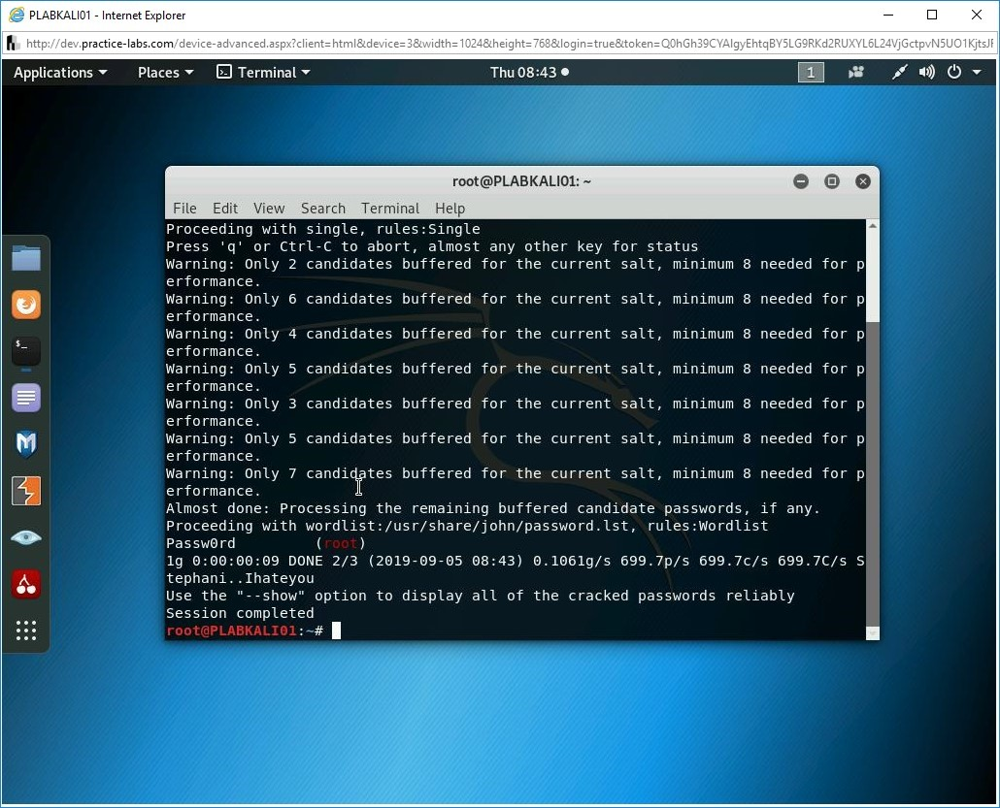 PLABKALI01 - Internet Explorer
http://dev.practice-labs.com/device-advanced.aspx?client=html&device=3&width=1024&height=768&login=true&token=Q0hGh39CYAIgyEhtqBY5LG9RKd2RUXYL6L24VjGctpvN5UO1KjtsJF
Applications Places Terminal Thu 08:43 1
root@PLABKALI01: ~
File Edit View Search Terminal Help
Proceeding with single, rules:Single
Press 'q' or Ctrl-C to abort, almost any other key for status
Warning: Only 2 candidates buffered for the current salt, minimum 8 needed for p
erformance.
Warning: Only 6 candidates buffered for the current salt, minimum 8 needed for p
erformance.
Warning: Only 4 candidates buffered for the current salt, minimum 8 needed for p
erformance.
Warning: Only 5 candidates buffered for the current salt, minimum 8 needed for p
erformance.
Warning: Only 3 candidates buffered for the current salt, minimum 8 needed for p
erformance.
Warning: Only 5 candidates buffered for the current salt, minimum 8 needed for p
erformance.
Warning: Only 7 candidates buffered for the current salt, minimum 8 needed for p
erformance.
Almost done: Processing the remaining buffered candidate passwords, if any.
Proceeding with wordlist:/usr/share/john/password.lst, rules:Wordlist
Passw0rd (root)
1g 0:00:00:09 DONE 2/3 (2019-09-05 08:43) 0.1061g/s 699.7p/s 699.7c/s 699.7C/s S
tephani..Ihateyou
Use the "--show" option to display all of the cracked passwords reliably
Session completed
root@PLABKALI01:~#